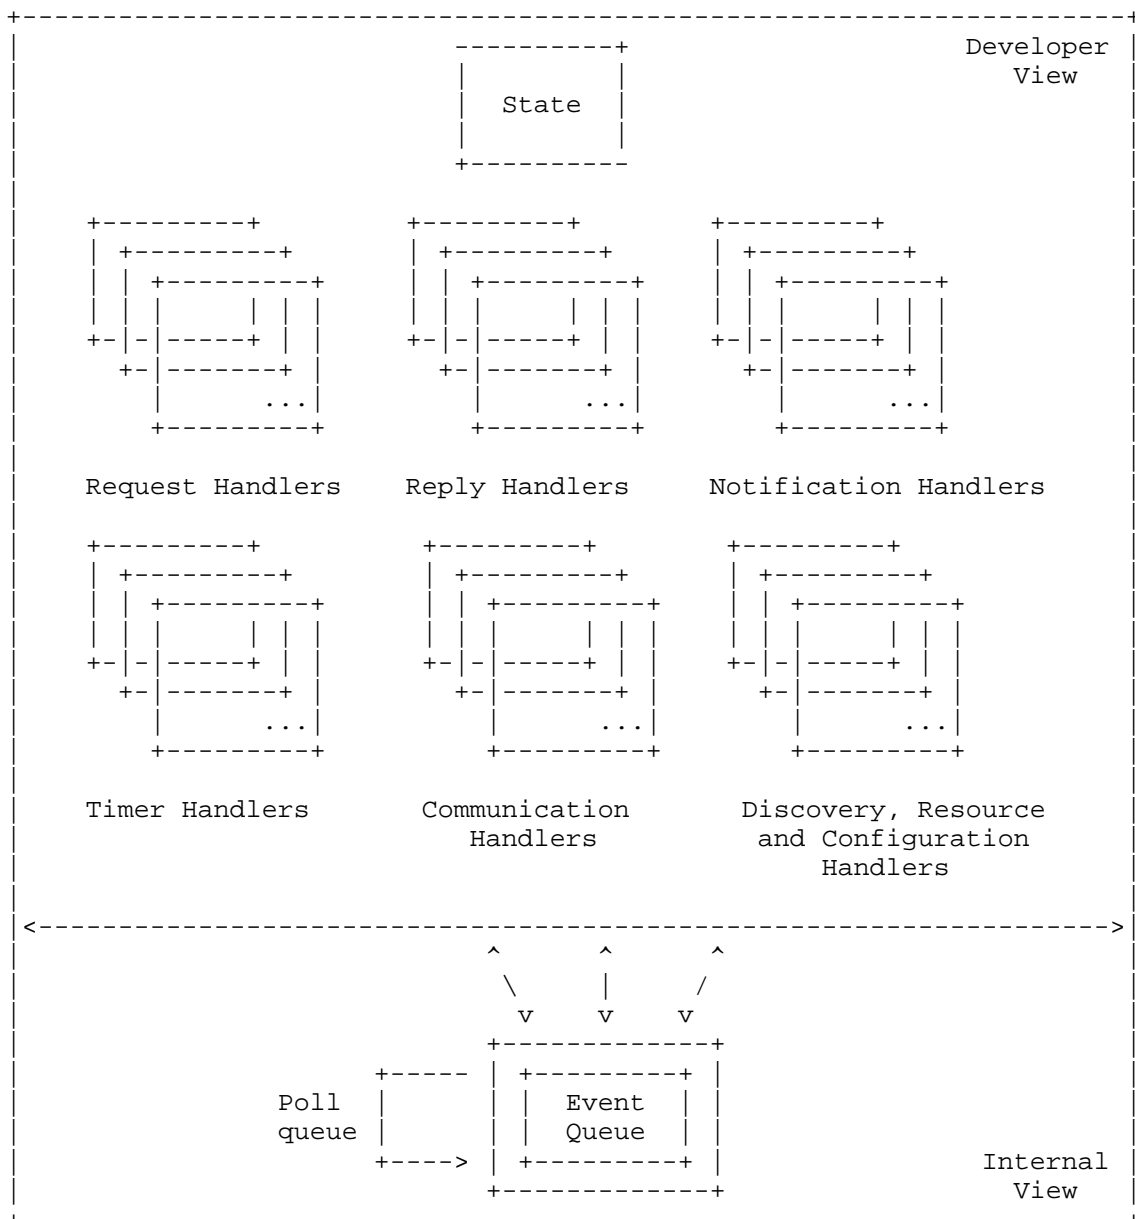 Developer
View
State
Request Handlers Reply Handlers Notification Handlers
Timer Handlers Communication Discovery, Resource
Handlers and Configuration
Handlers
Poll Event
queue Queue
Internal
View